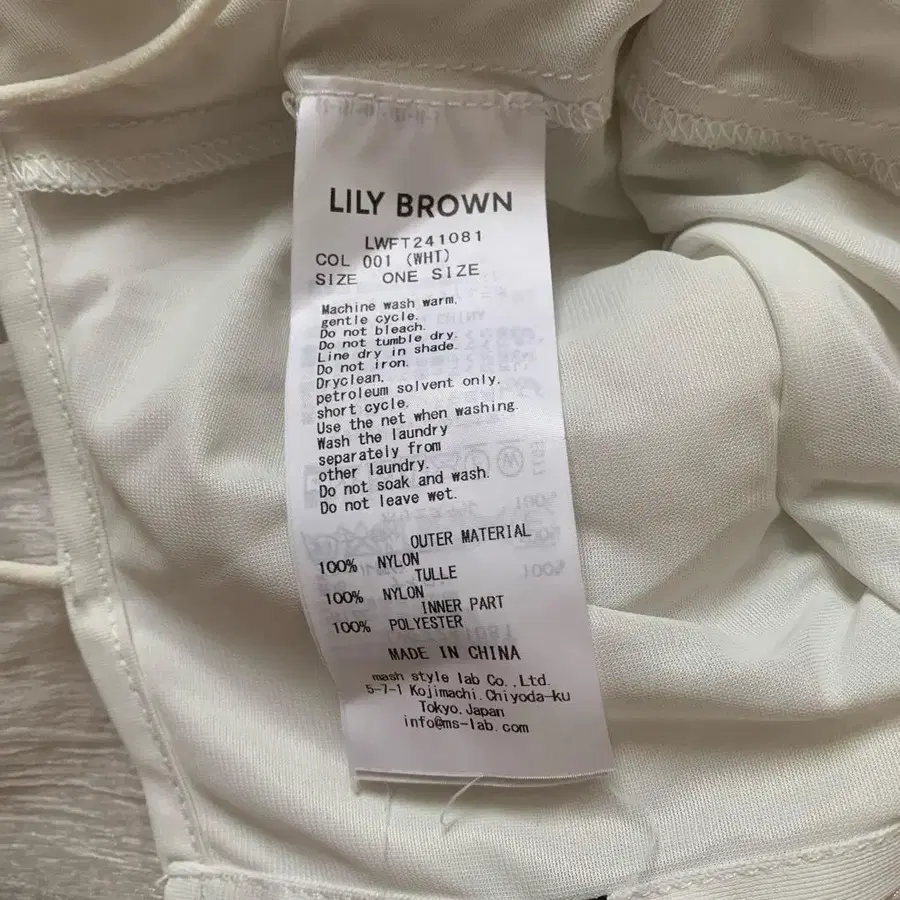 LILY BROWN
LWFT241081
COL 001 (WHT)
SIZE ONE SIZE
Machine wash warm.
gentle cycle.
Do not bleach.
Do not tumble dry.
Line dry in shade.
Do not iron.
Dryclean,
petroleum solvent only.
short cycle.
Use the net when washing.
Wash the laundry
separately from
other laundry.
Do not soak and wash.
Do not leave wet.
OUTER MATERIAL
100% NYLON
TULLE
100% NYLON
INNER PART
100% POLYESTER
MADE IN CHINA
mash style lab Co.,Ltd.
5-7-1 Kojimachi.Chiyoda-ku
Tokyo.Japan
info@ms-lab.com